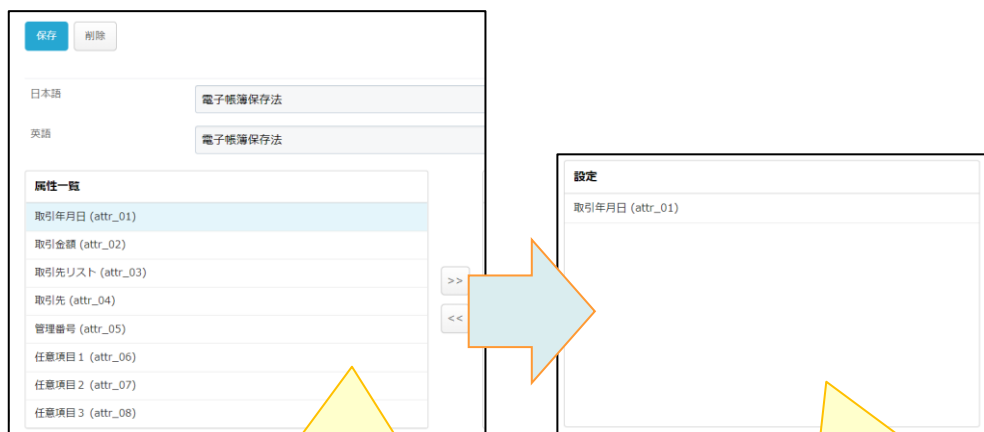 保存 削除
日本語 電子帳簿保存法
英語 電子帳簿保存法
属性一覧
取引年月日 (attr_01)
取引金額 (attr_02)
取引先リスト (attr_03)
取引先 (attr_04)
管理番号 (attr_05)
任意項目１ (attr_06)
任意項目２ (attr_07)
任意項目３ (attr_08)
>>
<<
設定
取引年月日 (attr_01)